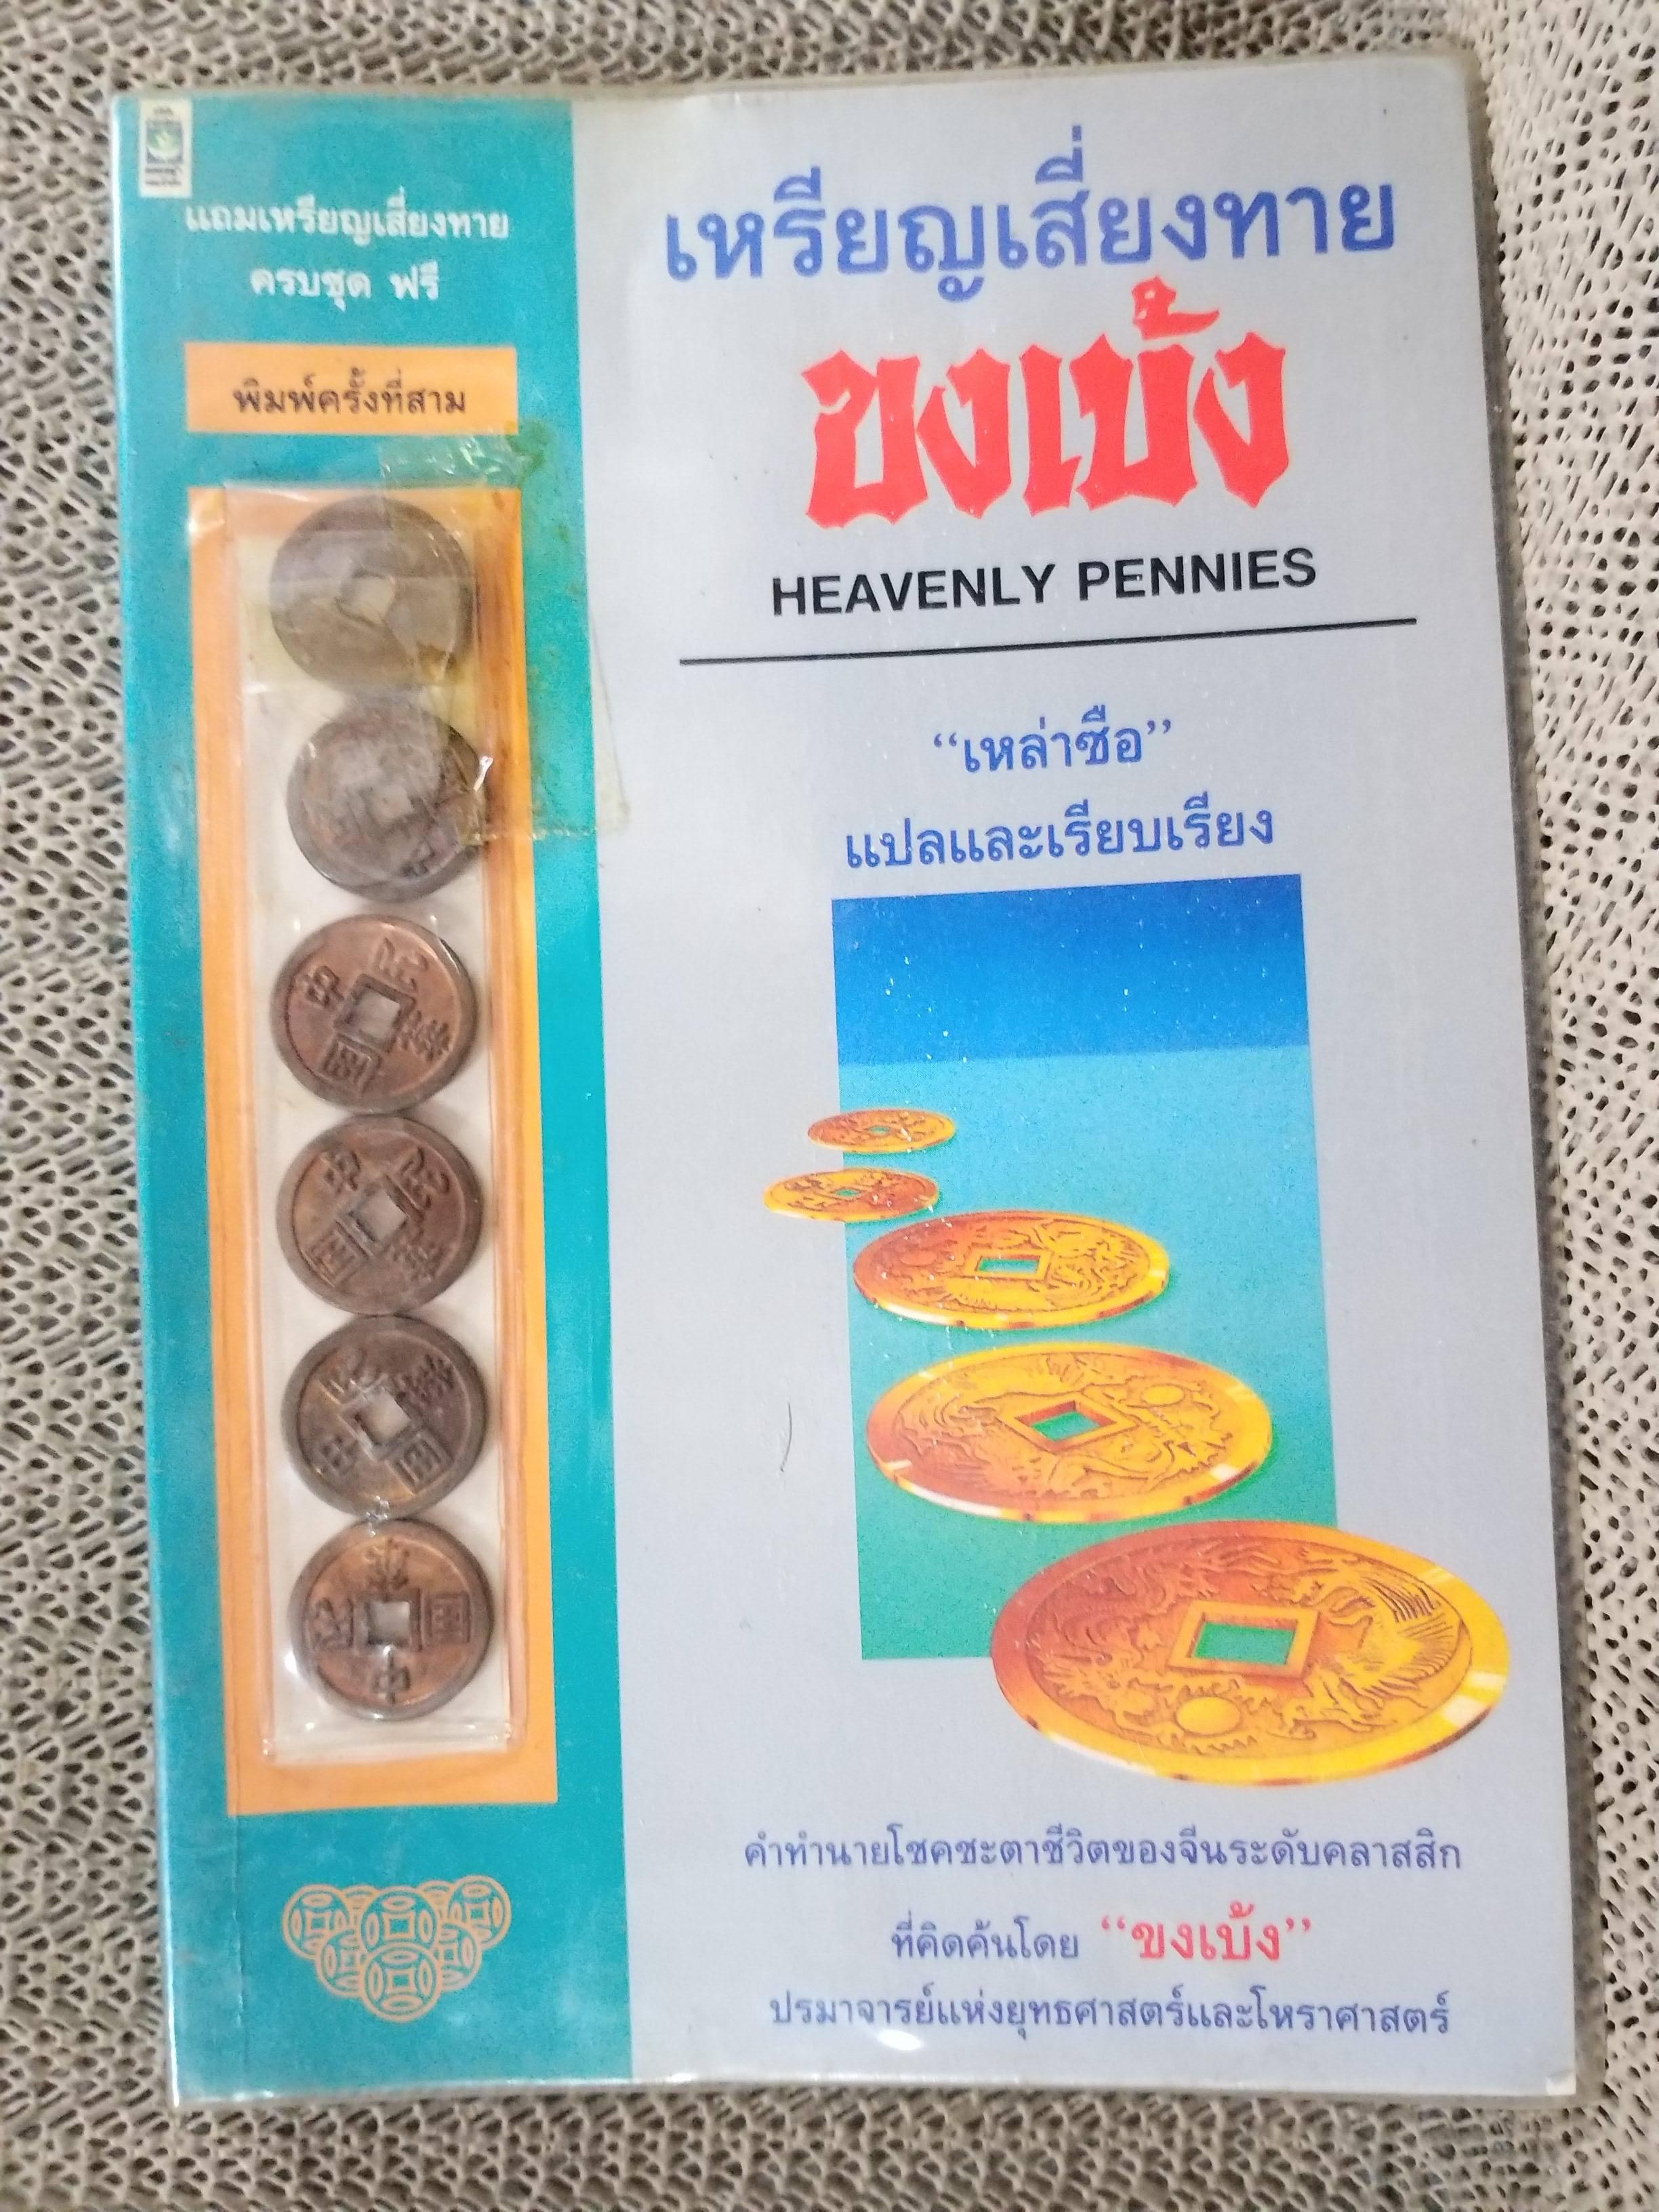 แถมเหรียญเสี่ยงทาย
ครบชุด ฟรี
พิมพ์ครั้งที่สาม
เหรียญเสี่ยงทาย
ขงเบ้ง
HEAVENLY PENNIES
“เหล่าซือ”
แปลและเรียบเรียง
คำทำนายโชคชะตาชีวิตของจีนระดับคลาสสิก
ที่คิดค้นโดย “ขงเบ้ง”
ปรมาจารย์แห่งยุทธศาสตร์และโหราศาสตร์